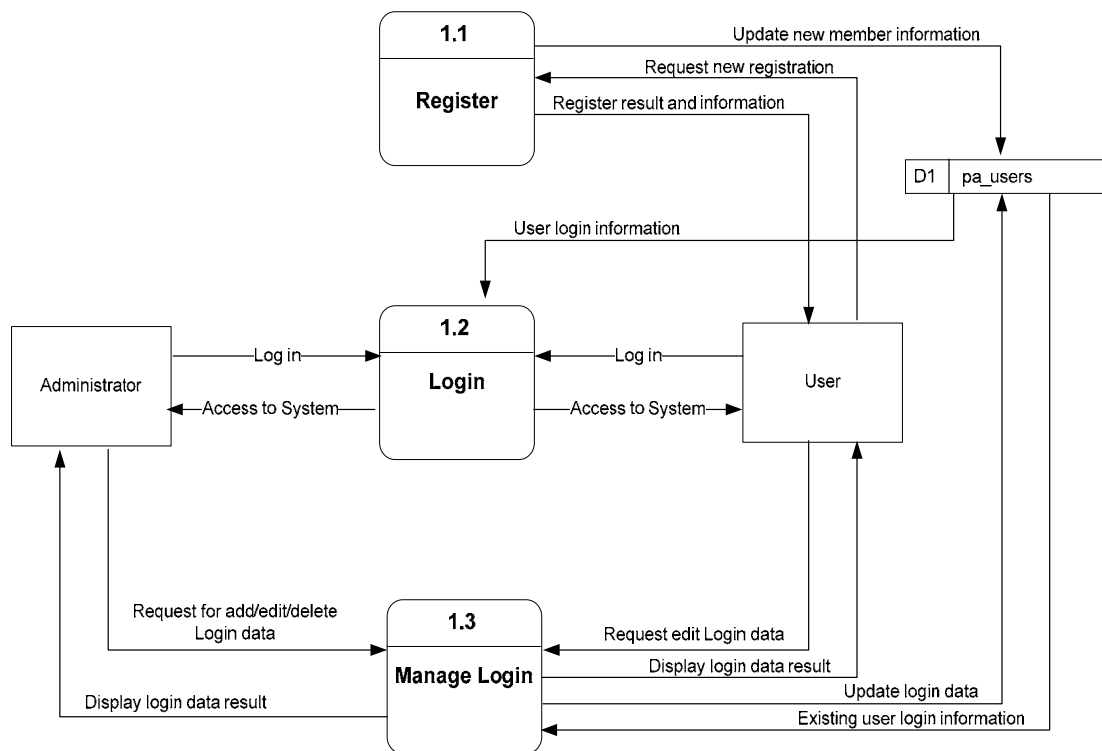 1.1
Register
Update new member information
Request new registration
Register result and information
D1
pa_users
User login information
1.2
Login
Administrator
Log in
Access to System
Log in
Access to System
User
Request for add/edit/delete
Login data
1.3
Manage Login
Request edit Login data
Display login data result
Update login data
Display login data result
Existing user login information